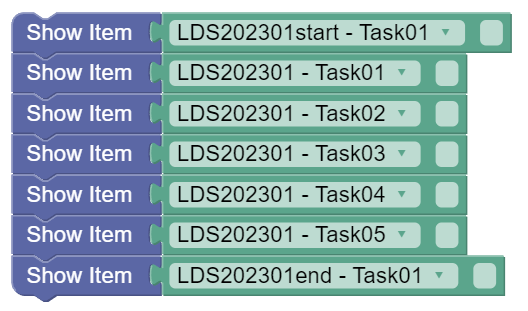 Show Item LDS202301start - Task01
Show Item LDS202301 - Task01
Show Item LDS202301 - Task02
Show Item LDS202301 - Task03
Show Item LDS202301 - Task04
Show Item LDS202301 - Task05
Show Item LDS202301end - Task01